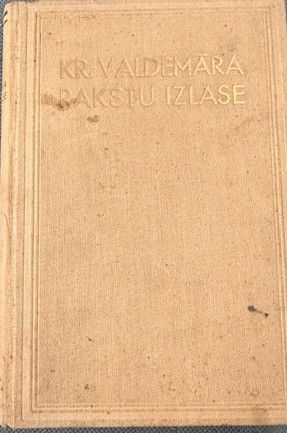 KR. VALDEMĀRA
RAKSTU IZLASE